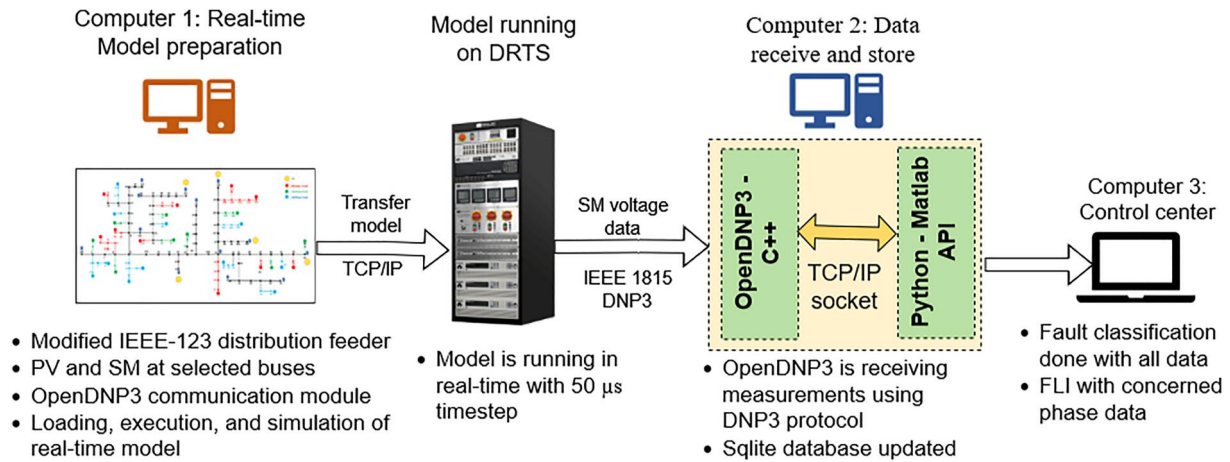 Computer 1: Real-time
Model preparation
Model running
on DRTS
Computer 2: Data
receive and store
Transfer
model
TCP/IP
SM voltage
data
IEEE 1815
DNP3
OpenDNP3 -
C++
TCP/IP
socket
Python - Matlab
API
Computer 3:
Control center
• Modified IEEE-123 distribution feeder
• PV and SM at selected buses
• OpenDNP3 communication module
• Loading, execution, and simulation of
real-time model
• Model is running in
real-time with 50 μs
timestep
• OpenDNP3 is receiving
measurements using
DNP3 protocol
• Sqlite database updated
• Fault classification
done with all data
• FLI with concerned
phase data